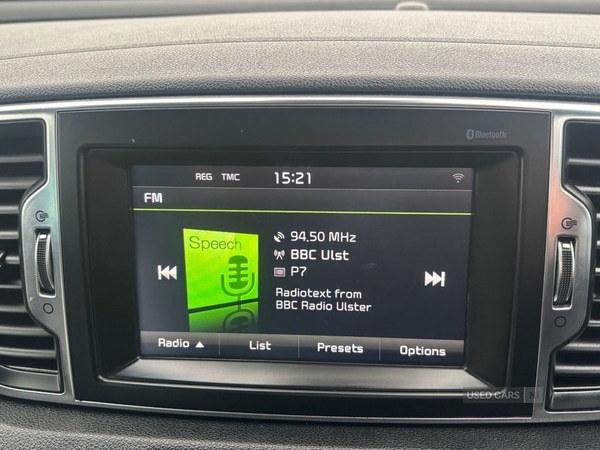 Bluetooth
REG TMC 15:21
FM
Speech
94.50 MHz
BBC Ulst
P7
Radiotext from
BBC Radio Ulster
Radio List Presets Options
USED CARS NI